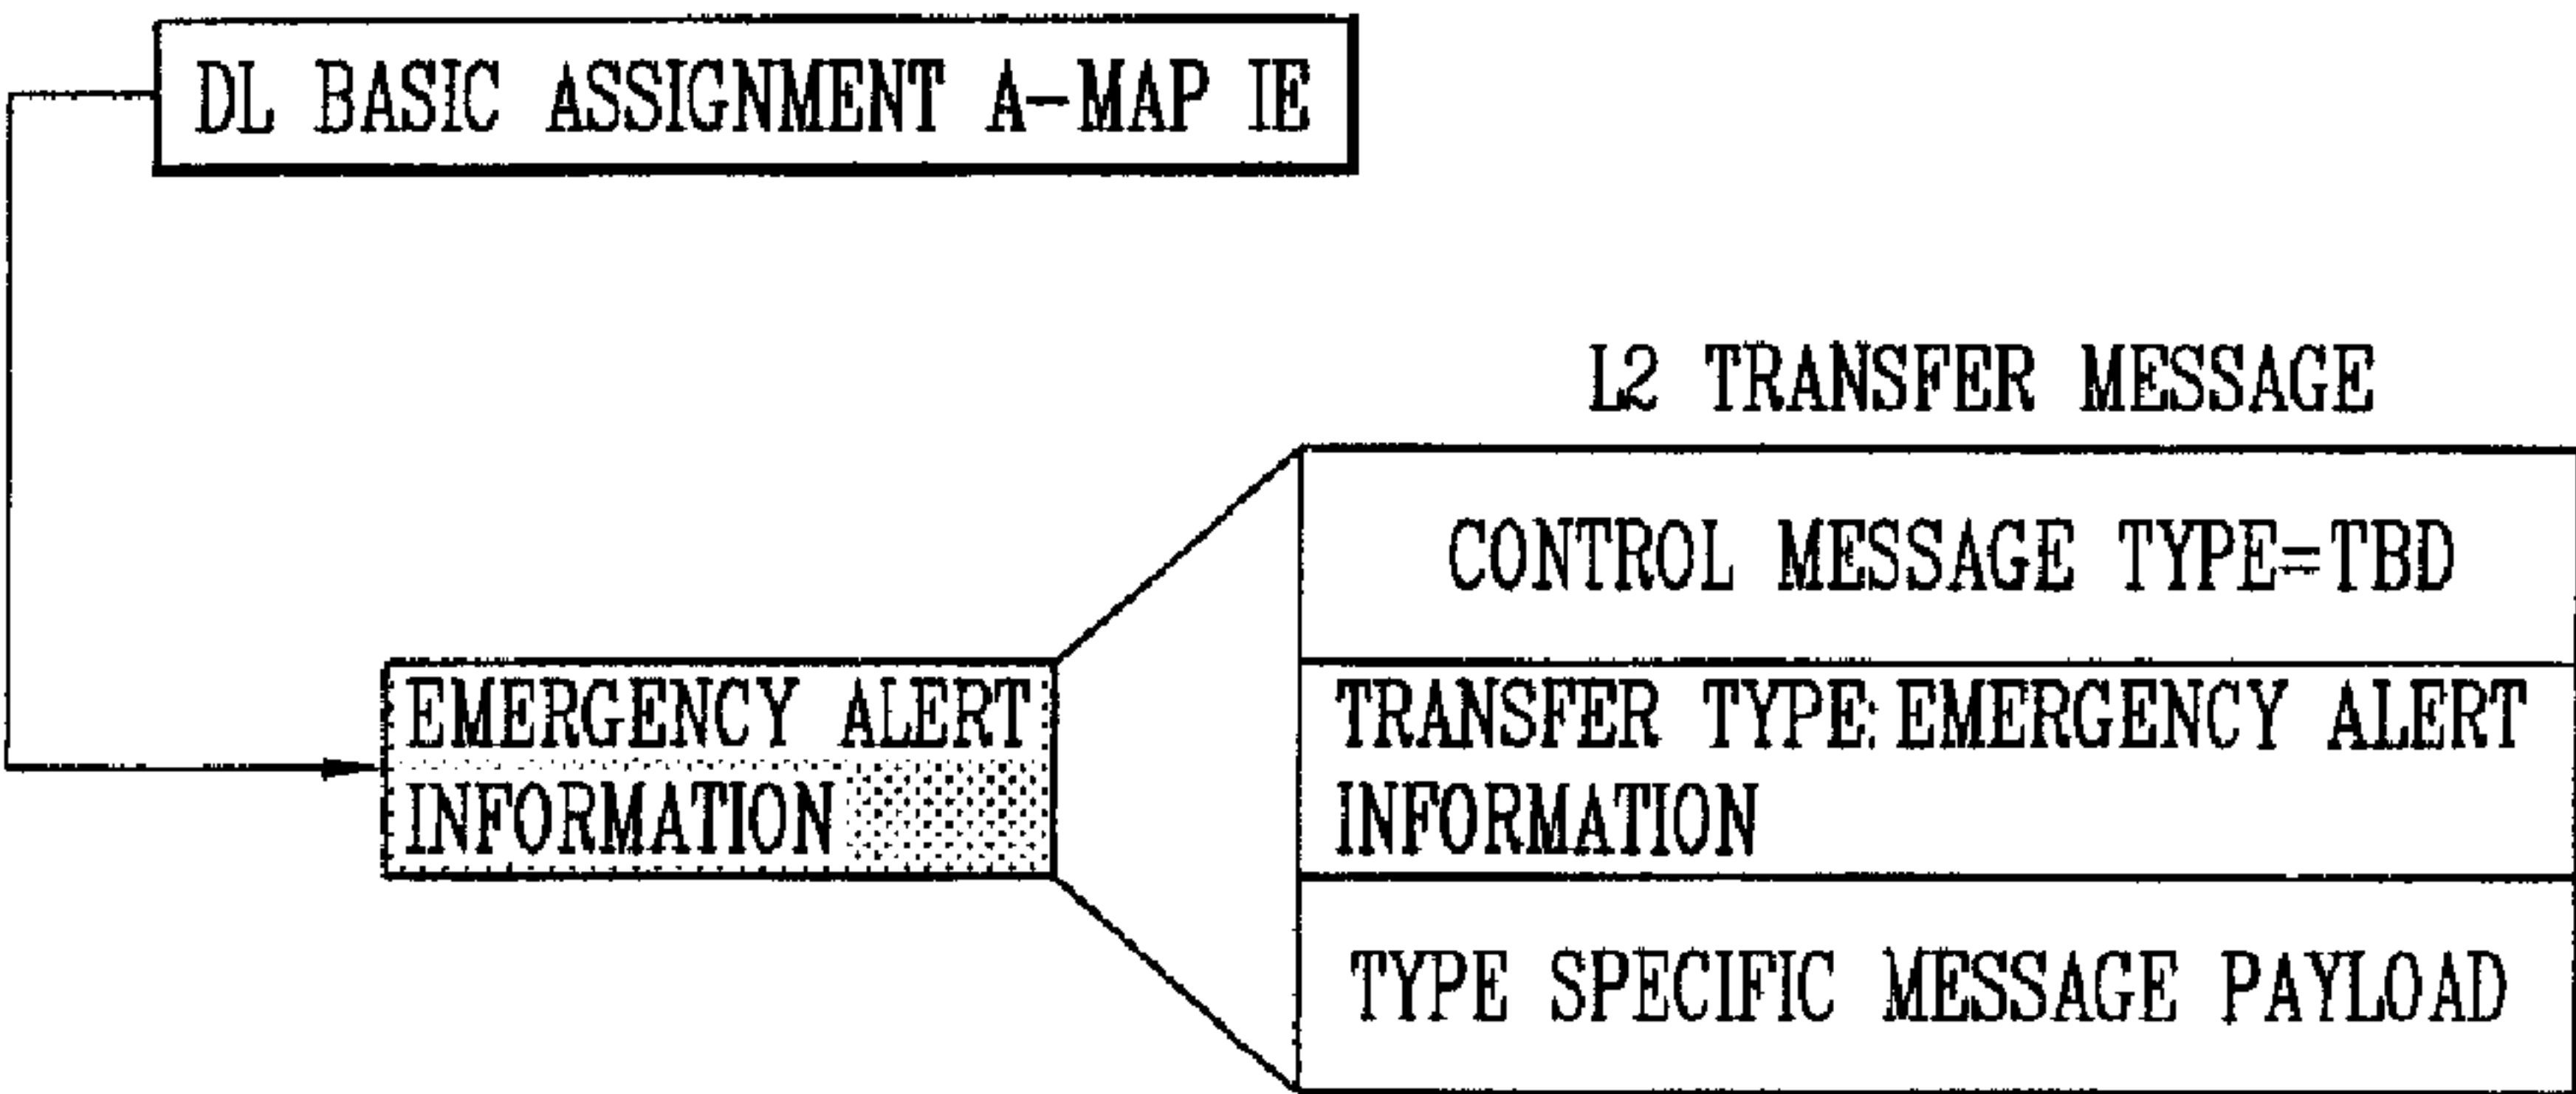 DL BASIC ASSIGNMENT A-MAP IE
L2 TRANSFER MESSAGE
CONTROL MESSAGE TYPE=TBD
EMERGENCY ALERT
INFORMATION
TRANSFER TYPE: EMERGENCY ALERT
INFORMATION
TYPE SPECIFIC MESSAGE PAYLOAD